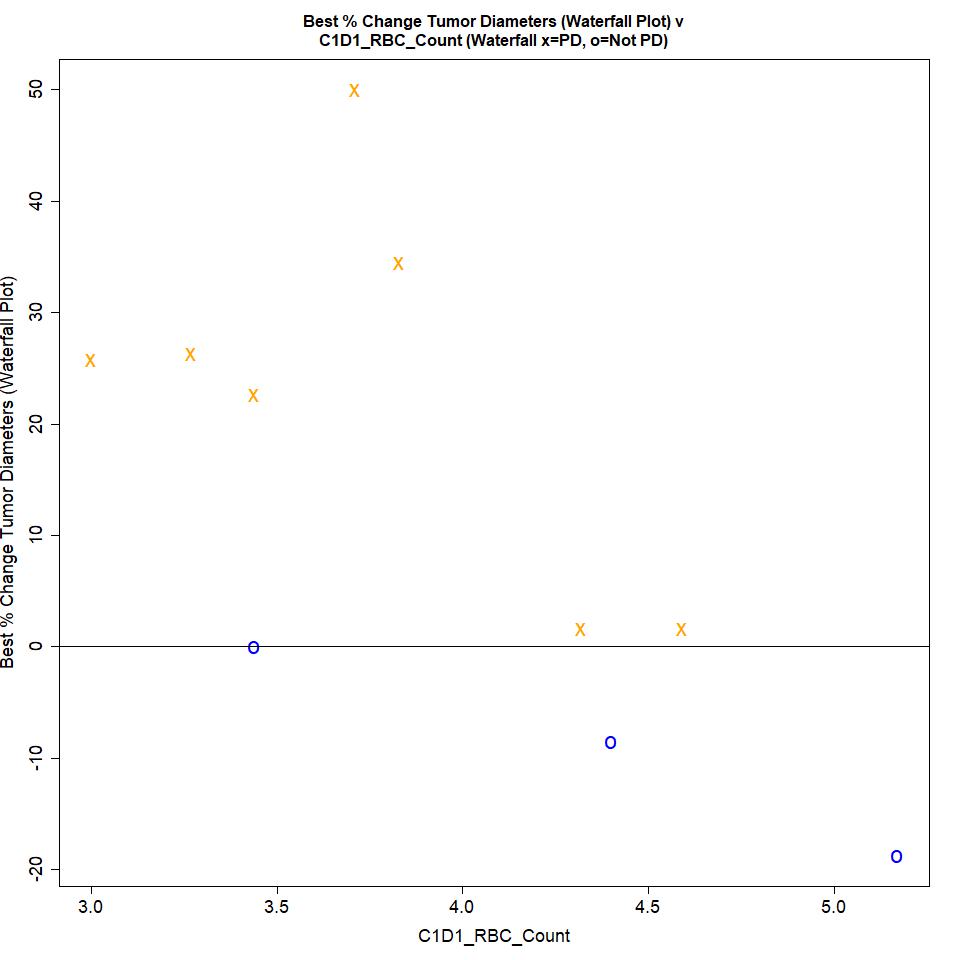 Best % Change Tumor Diameters (Waterfall Plot) v
C1D1_RBC_Count (Waterfall x=PD, o=Not PD)
Best % Change Tumor Diameters (Waterfall Plot)
50
40
30
20
10
0
-10
-20
X
X
X
X
X
X
X
O
O
O
3.0 3.5 4.0 4.5 5.0
C1D1_RBC_Count